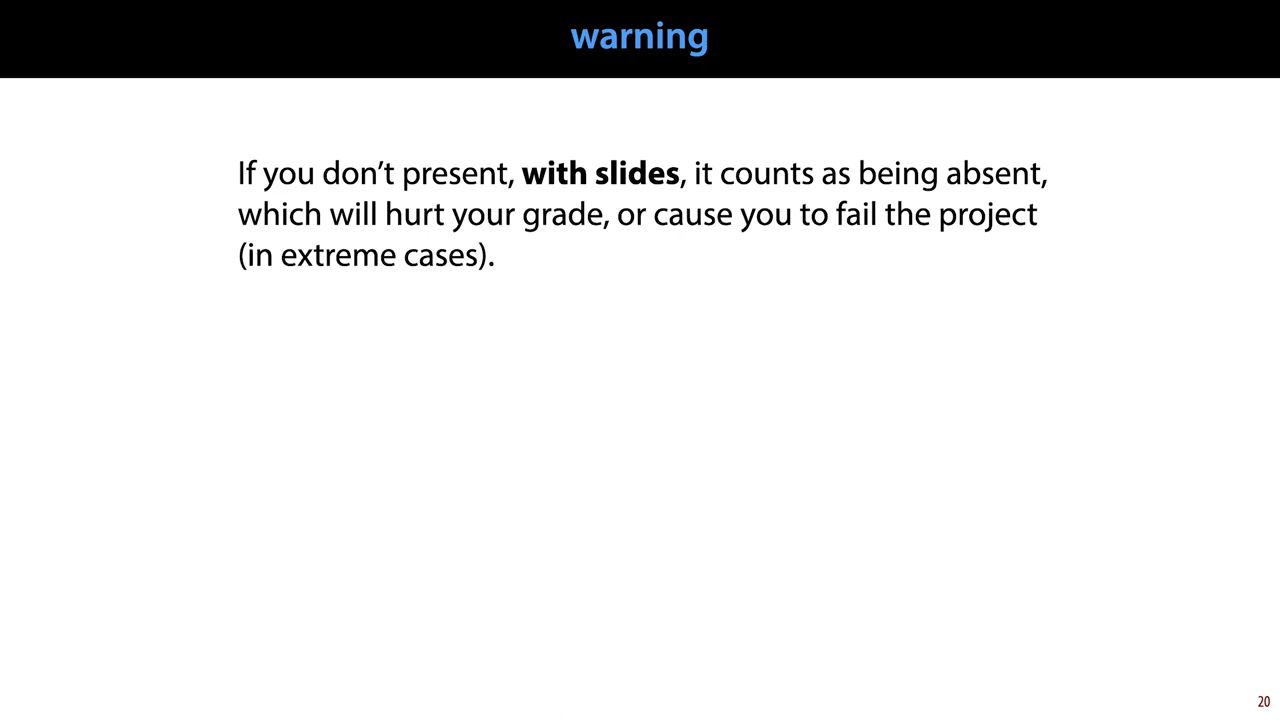 warning
If you don’t present, with slides, it counts as being absent,
which will hurt your grade, or cause you to fail the project
(in extreme cases).
20